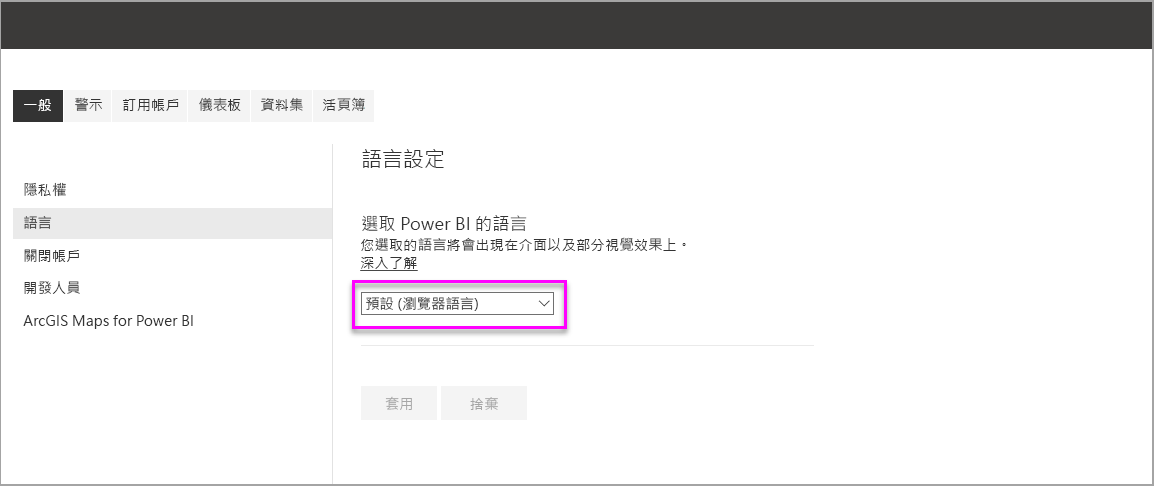 一般 警示 訂用帳戶 儀表板 資料集 活頁簿
隱私權
語言
關閉帳戶
開發人員
ArcGIS Maps for Power BI
語言設定
選取 Power BI 的語言
您選取的語言將會出現在介面以及部分視覺效果上。
深入了解
預設 (瀏覽器語言)
套用 捨棄